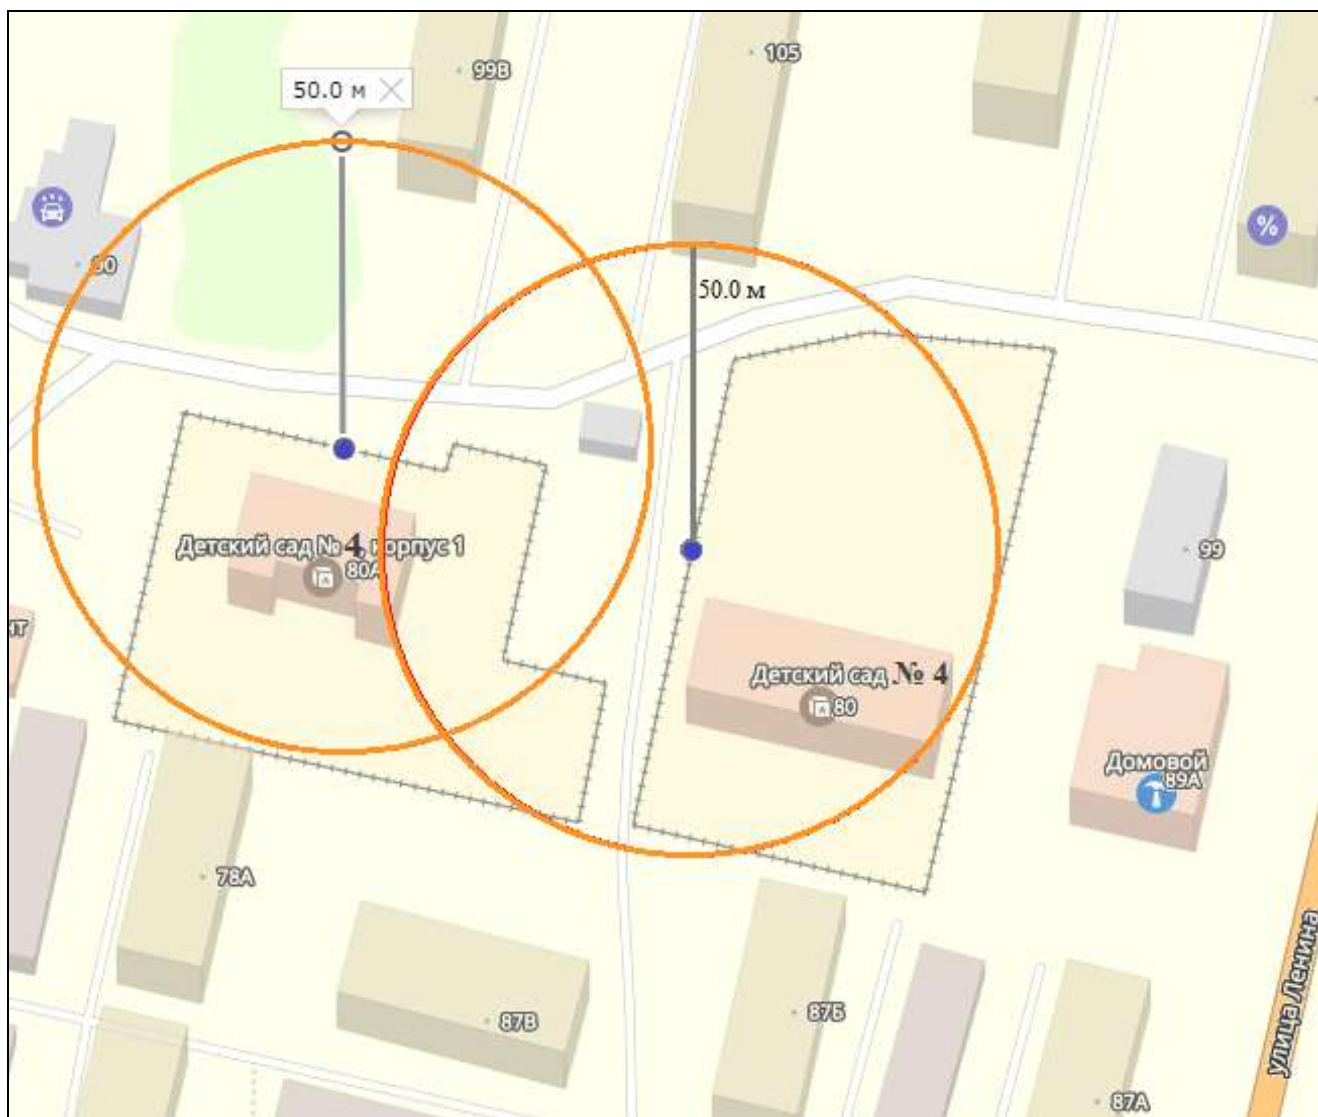 99В
105
50.0 м
%
50.0 м
Детский сад № 4, корпус 1
80А
99
Детский сад № 4
80
Домовой
89А
78А
87В
87Б
87А
улица Ленина